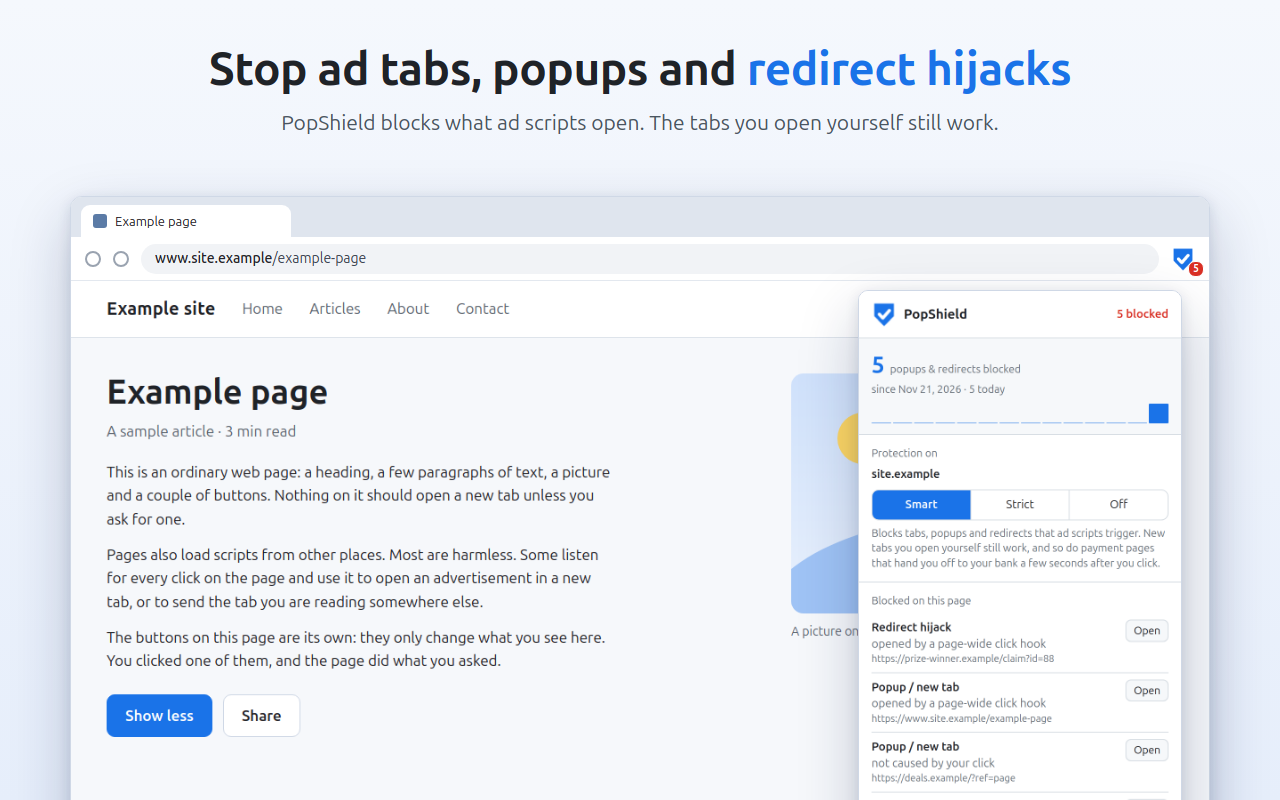 Stop ad tabs, popups and redirect hijacks
PopShield blocks what ad scripts open. The tabs you open yourself still work.
Example page
www.site.example/example-page
5
Example site
Home
Articles
About
Contact
Example page
A sample article · 3 min read
This is an ordinary web page: a heading, a few paragraphs of text, a picture
and a couple of buttons. Nothing on it should open a new tab unless you
ask for one.
Pages also load scripts from other places. Most are harmless. Some listen
for every click on the page and use it to open an advertisement in a new
tab, or to send the tab you are reading somewhere else.
The buttons on this page are its own: they only change what you see here.
You clicked one of them, and the page did what you asked.
Show less
Share
A picture on
PopShield
5 blocked
5 popups & redirects blocked
since Nov 21, 2026 · 5 today
Protection on
site.example
Smart
Strict
Off
Blocks tabs, popups and redirects that ad scripts trigger. New
tabs you open yourself still work, and so do payment pages
that hand you off to your bank a few seconds after you click.
Blocked on this page
Redirect hijack
opened by a page-wide click hook
https://prize-winner.example/claim?id=88
Open
Popup / new tab
opened by a page-wide click hook
https://www.site.example/example-page
Open
Popup / new tab
not caused by your click
https://deals.example/?ref=page
Open